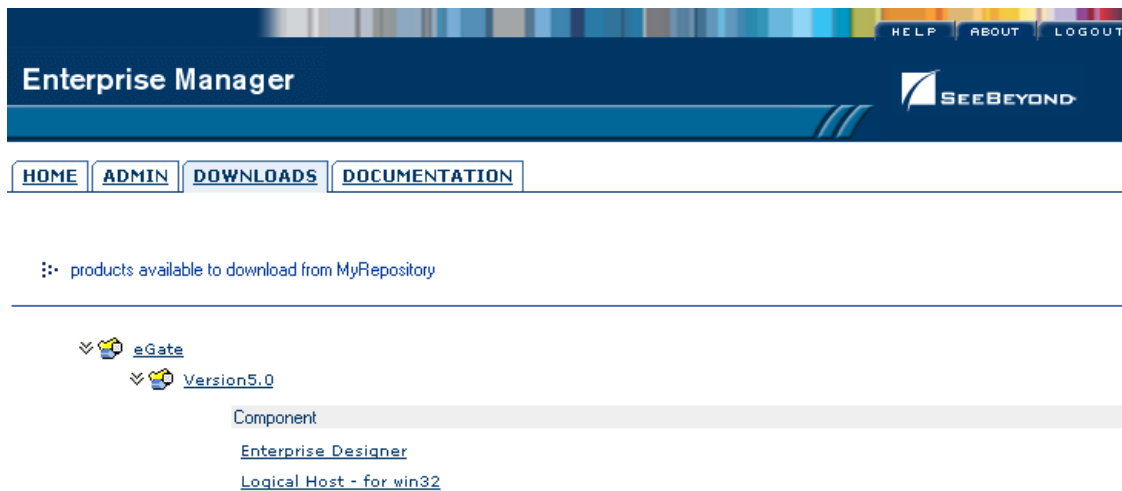 HELP ABOUT LOGOUT
Enterprise Manager
SEEBEYOND
HOME ADMIN DOWNLOADS DOCUMENTATION
products available to download from MyRepository
eGate
Version5.0
Component
Enterprise Designer
Logical Host - for win32